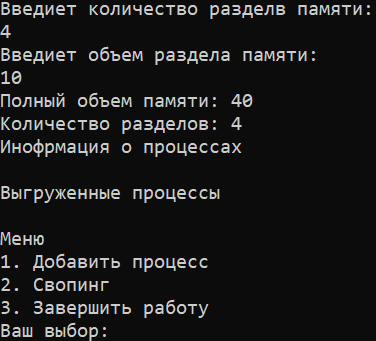 Введиет количество разделв памяти:
4
Введиет объем раздела памяти:
10
Полный объем памяти: 40
Количество разделов: 4
Инофрмация о процессах
Выгруженные процессы
Меню
1. Добавить процесс
2. Свопинг
3. Завершить работу
Ваш выбор: